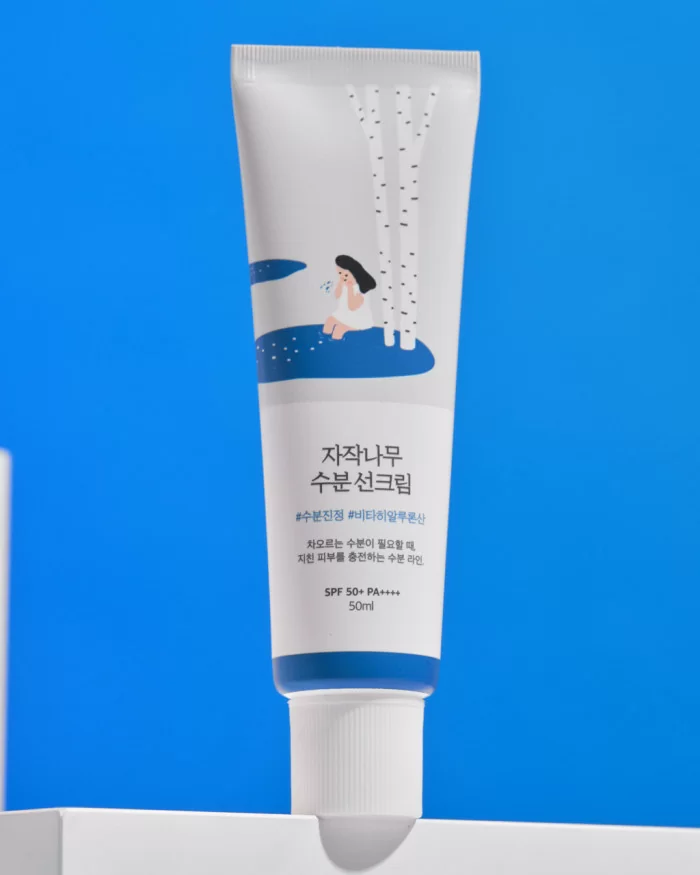 자작나무
수분 선크림
#수분진정 #비타히알루론산
차오르는 수분이 필요할 때,
지친 피부를 충전하는 수분 라인.
SPF 50+ PA++++
50ml